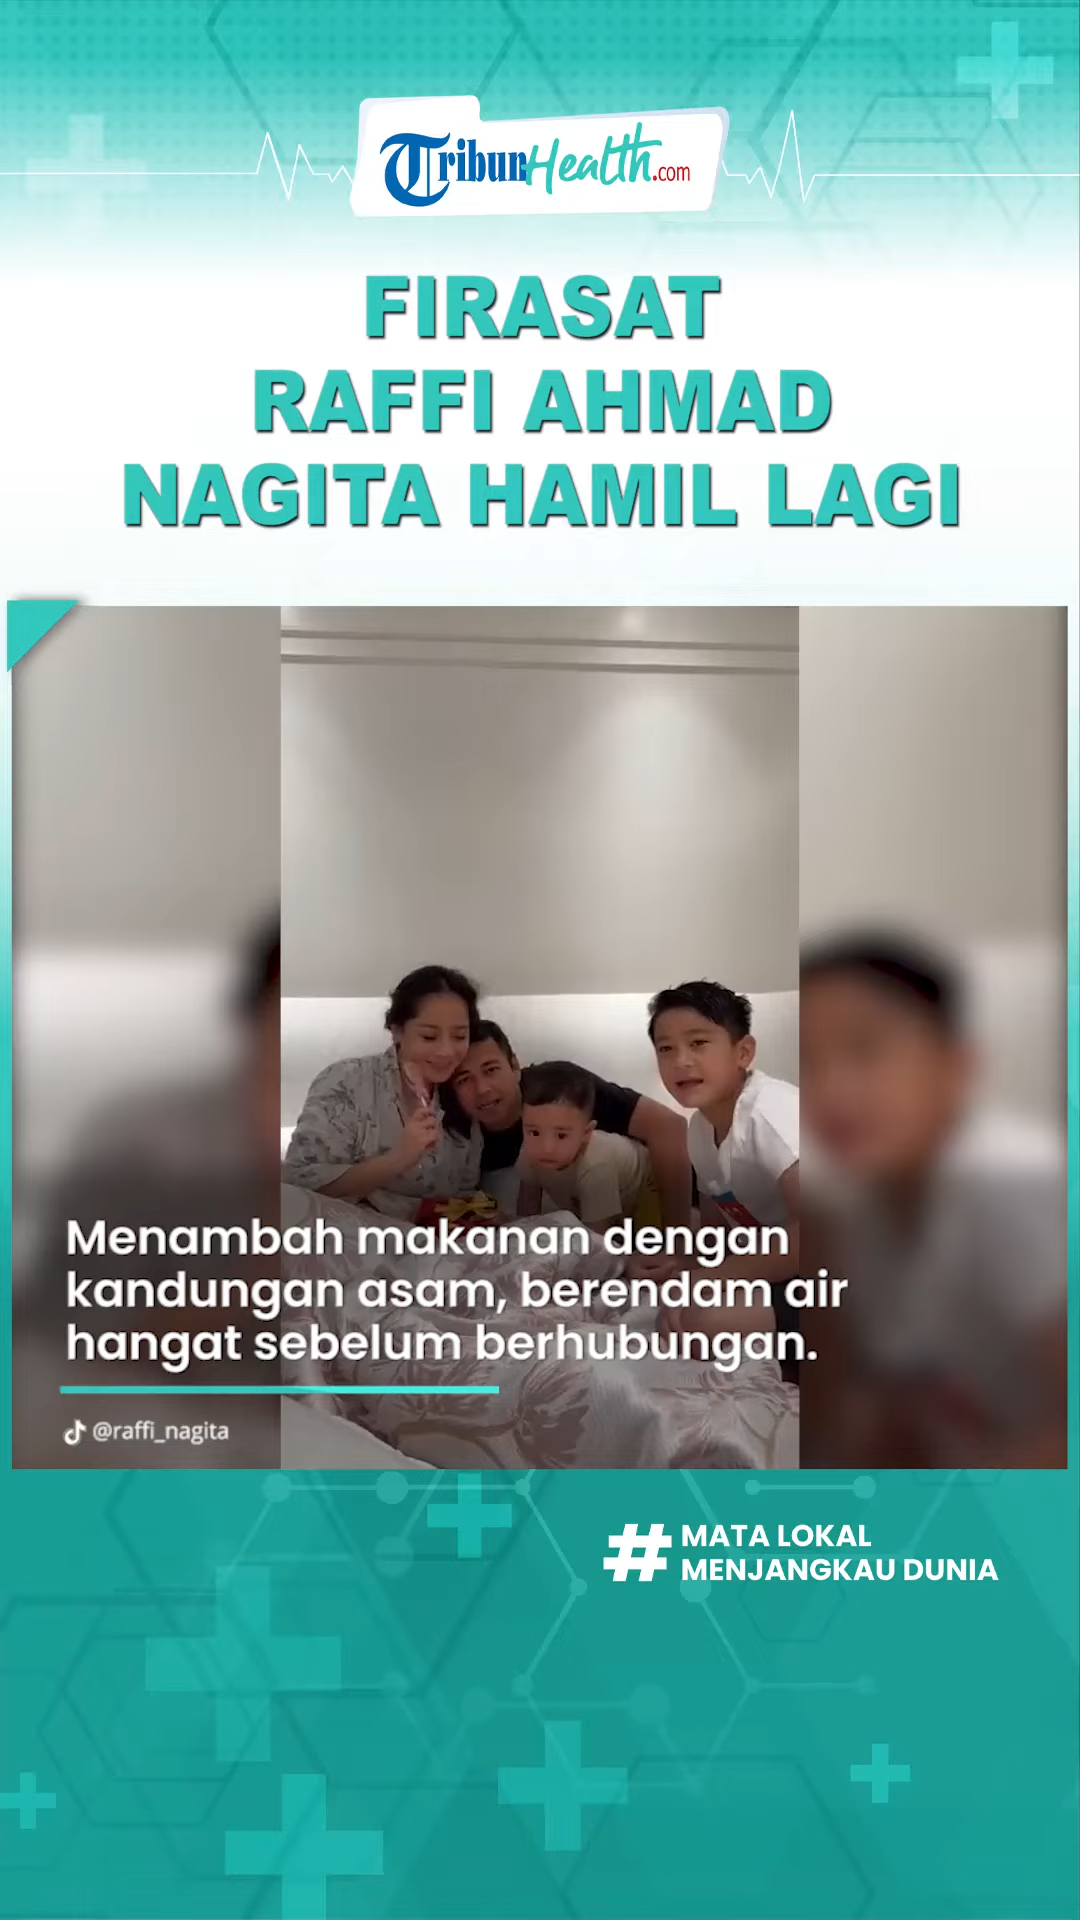 TribunHealth.com
FIRASAT
RAFFI AHMAD
NAGITA HAMIL LAGI
Menambah makanan dengan
kandungan asam, berendam air
hangat sebelum berhubungan.
@raffi_nagita
# MATA LOKAL
MENJANGKAU DUNIA